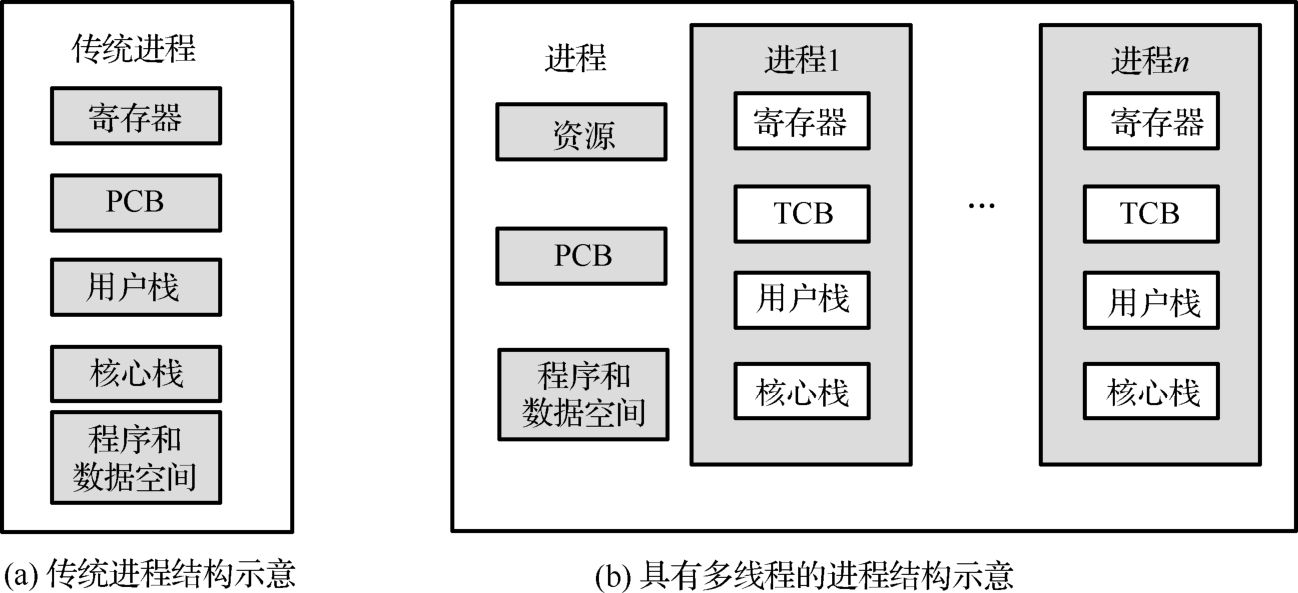 传统进程
寄存器
PCB
用户栈
核心栈
程序和
数据空间
(a) 传统进程结构示意
进程
资源
PCB
程序和
数据空间
进程1
寄存器
TCB
用户栈
核心栈
...
进程n
寄存器
TCB
用户栈
核心栈
(b) 具有多线程的进程结构示意